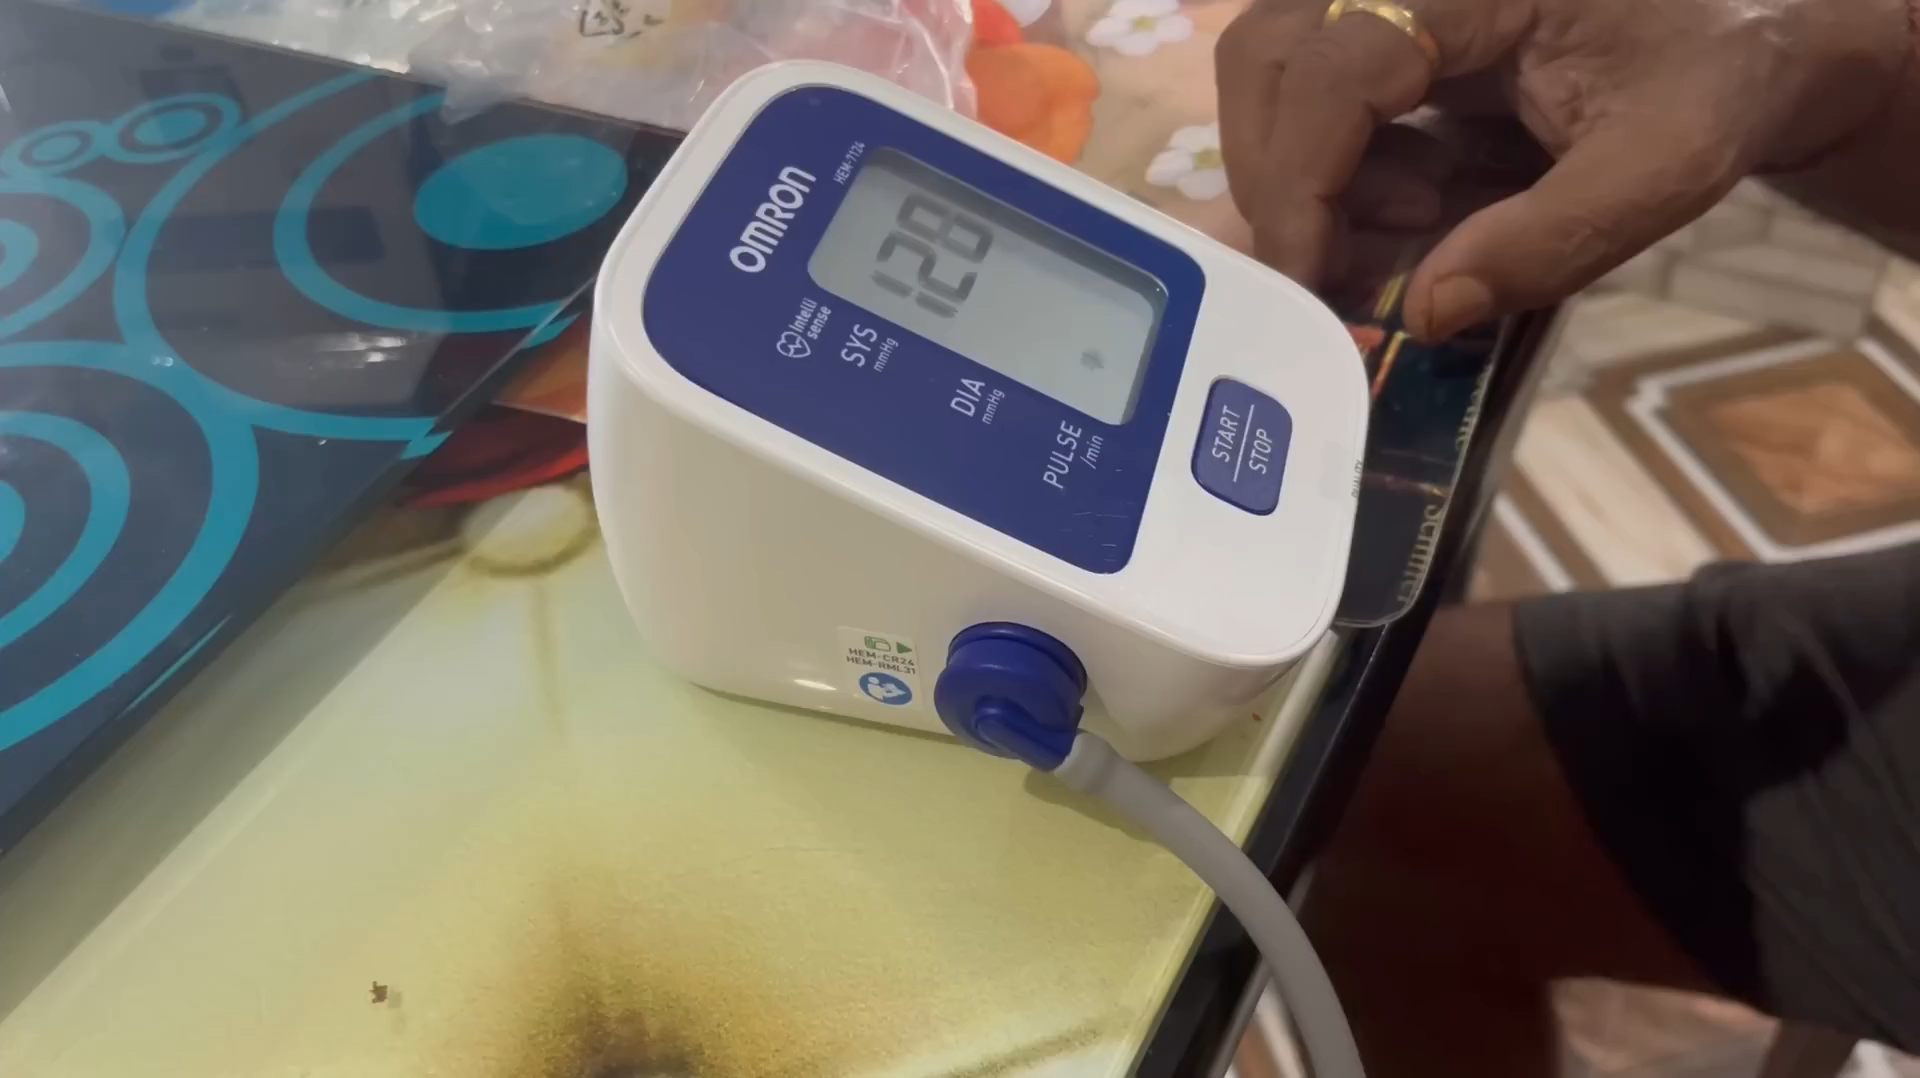 OMRON
HEM-7124
128
Intelli
sense
SYS
mmHg
DIA
mmHg
PULSE
/min
START
STOP
HEM-CR24
HEM-RML31